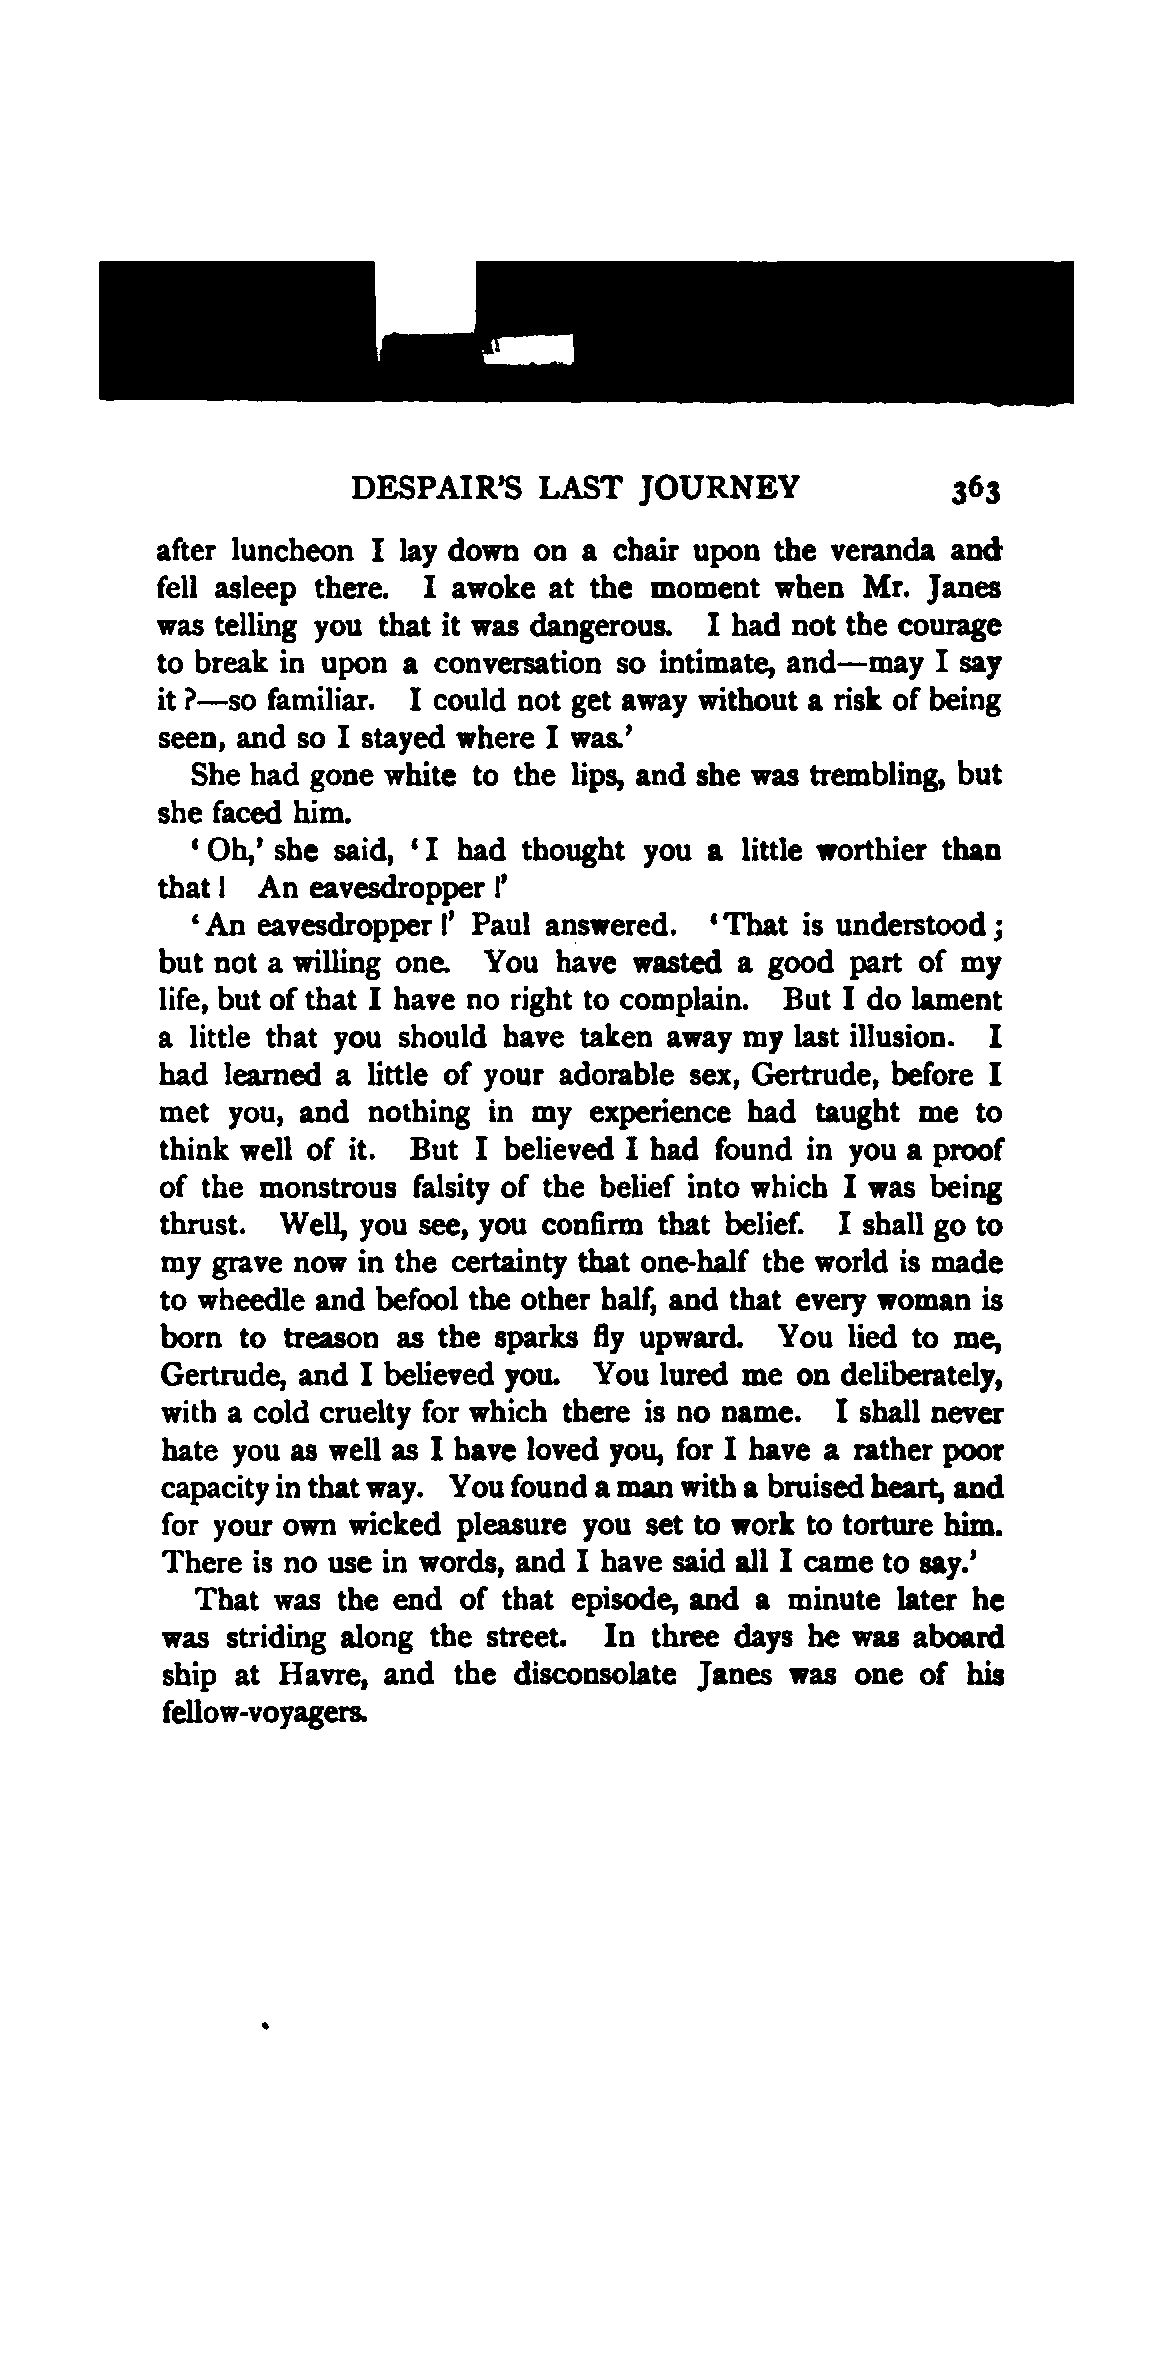 DESPAIR'S LAST JOURNEY 363
after luncheon I lay down on a chair upon the veranda and
fell asleep there. I awoke at the moment when Mr. Janes
was telling you that it was dangerous. I had not the courage
to break in upon a conversation so intimate, and—may I say
it ?—so familiar. I could not get away without a risk of being
seen, and so I stayed where I was.'
She had gone white to the lips, and she was trembling, but
she faced him.
'Oh,' she said, 'I had thought you a little worthier than
that! An eavesdropper!'
'An eavesdropper!' Paul answered. 'That is understood;
but not a willing one. You have wasted a good part of my
life, but of that I have no right to complain. But I do lament
a little that you should have taken away my last illusion. I
had learned a little of your adorable sex, Gertrude, before I
met you, and nothing in my experience had taught me to
think well of it. But I believed I had found in you a proof
of the monstrous falsity of the belief into which I was being
thrust. Well, you see, you confirm that belief. I shall go to
my grave now in the certainty that one-half the world is made
to wheedle and befool the other half, and that every woman is
born to treason as the sparks fly upward. You lied to me,
Gertrude, and I believed you. You lured me on deliberately,
with a cold cruelty for which there is no name. I shall never
hate you as well as I have loved you, for I have a rather poor
capacity in that way. You found a man with a bruised heart, and
for your own wicked pleasure you set to work to torture him.
There is no use in words, and I have said all I came to say.'
That was the end of that episode, and a minute later he
was striding along the street. In three days he was aboard
ship at Havre, and the disconsolate Janes was one of his
fellow-voyagers.